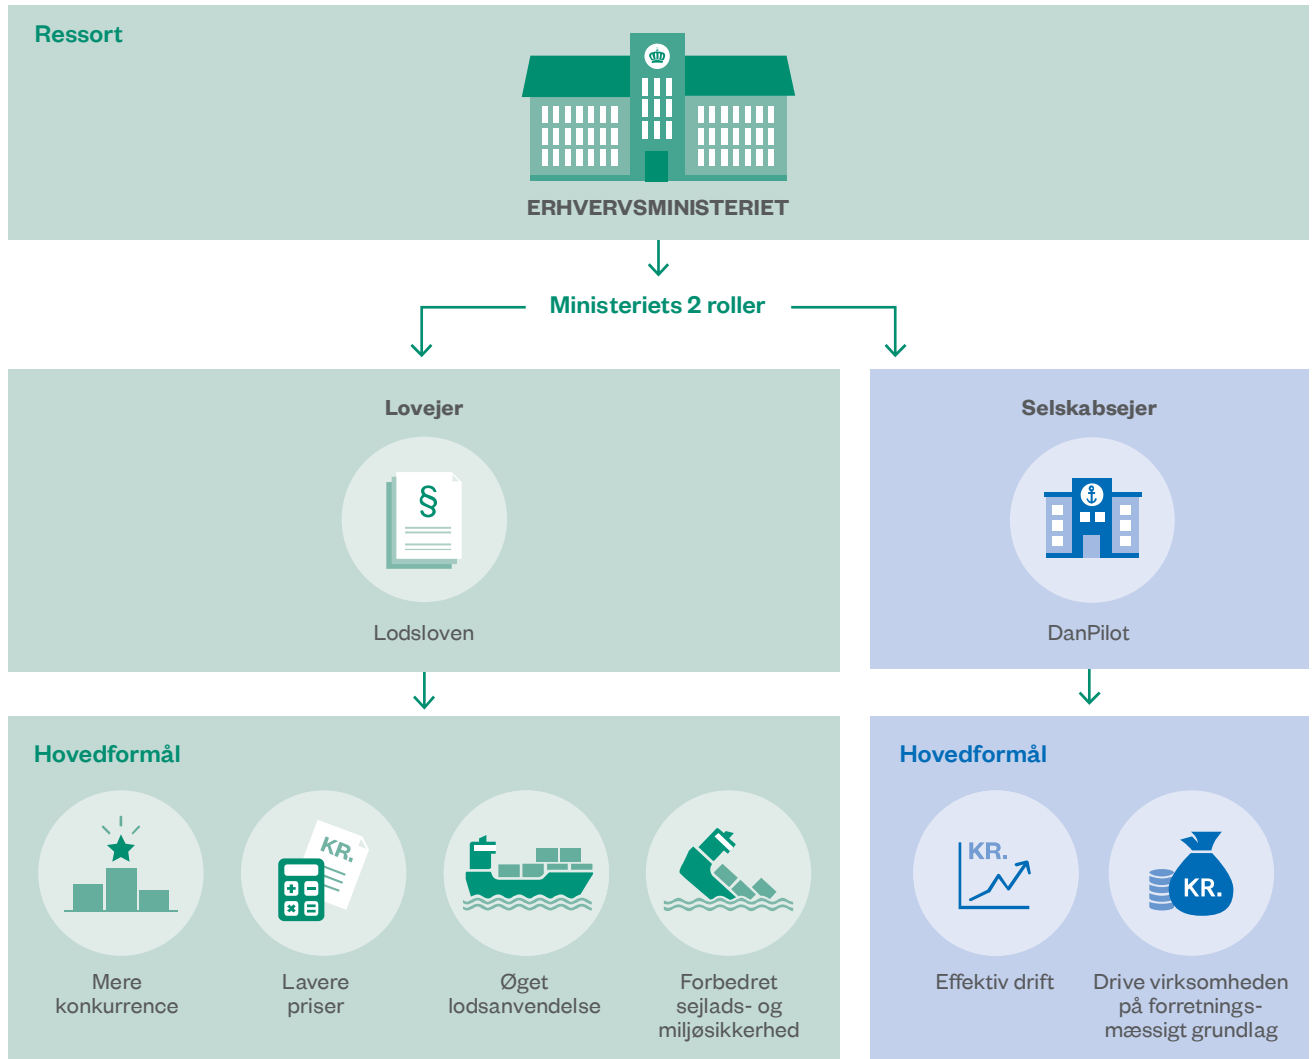 Ressort
ERHVERVSMINISTERIET
Ministeriets 2 roller
Lovejer
§
Lodsloven
Selskabsejer
DanPilot
Hovedformål
Mere
konkurrence
KR.
Lavere
priser
Øget
lodsanvendelse
Forbedret
sejlads- og
miljøsikkerhed
Hovedformål
KR.
Effektiv drift
KR.
Drive virksomheden
på forretnings-
mæssigt grundlag